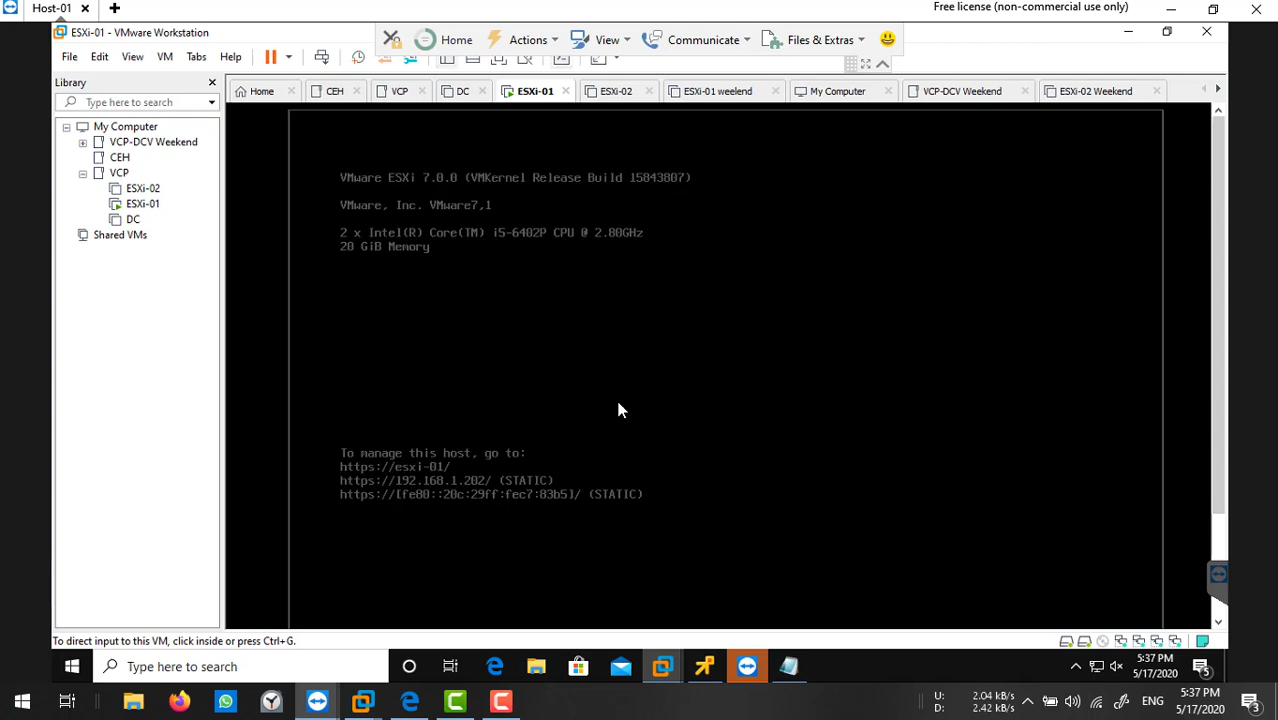 Host-01
Free license (non-commercial use only)
ESXi-01 - VMware Workstation
Home
Actions
View
Communicate
Files & Extras
File
Edit
View
VM
Tabs
Help
Library
Type here to search
Home
CEH
VCP
DC
ESXi-01
ESXi-02
ESXi-01 weelend
My Computer
VCP-DCV Weekend
ESXi-02 Weekend
My Computer
VCP-DCV Weekend
CEH
VCP
ESXi-02
ESXi-01
DC
Shared VMs
VMware ESXi 7.0.0 (VMKernel Release Build 15843807)
VMware, Inc. VMware7,1
2 x Intel(R) Core(TM) i5-6402P CPU @ 2.80GHz
20 GiB Memory
To manage this host, go to:
https://esxi-01/
https://192.168.1.202/ (STATIC)
https://[fe80::20c:29ff:fec7:83b5]/ (STATIC)
To direct input to this VM, click inside or press Ctrl+G.
Type here to search
5:37 PM
5/17/2020
5
U: 2.04 kB/s
D: 2.42 kB/s
ENG
5:37 PM
5/17/2020
3